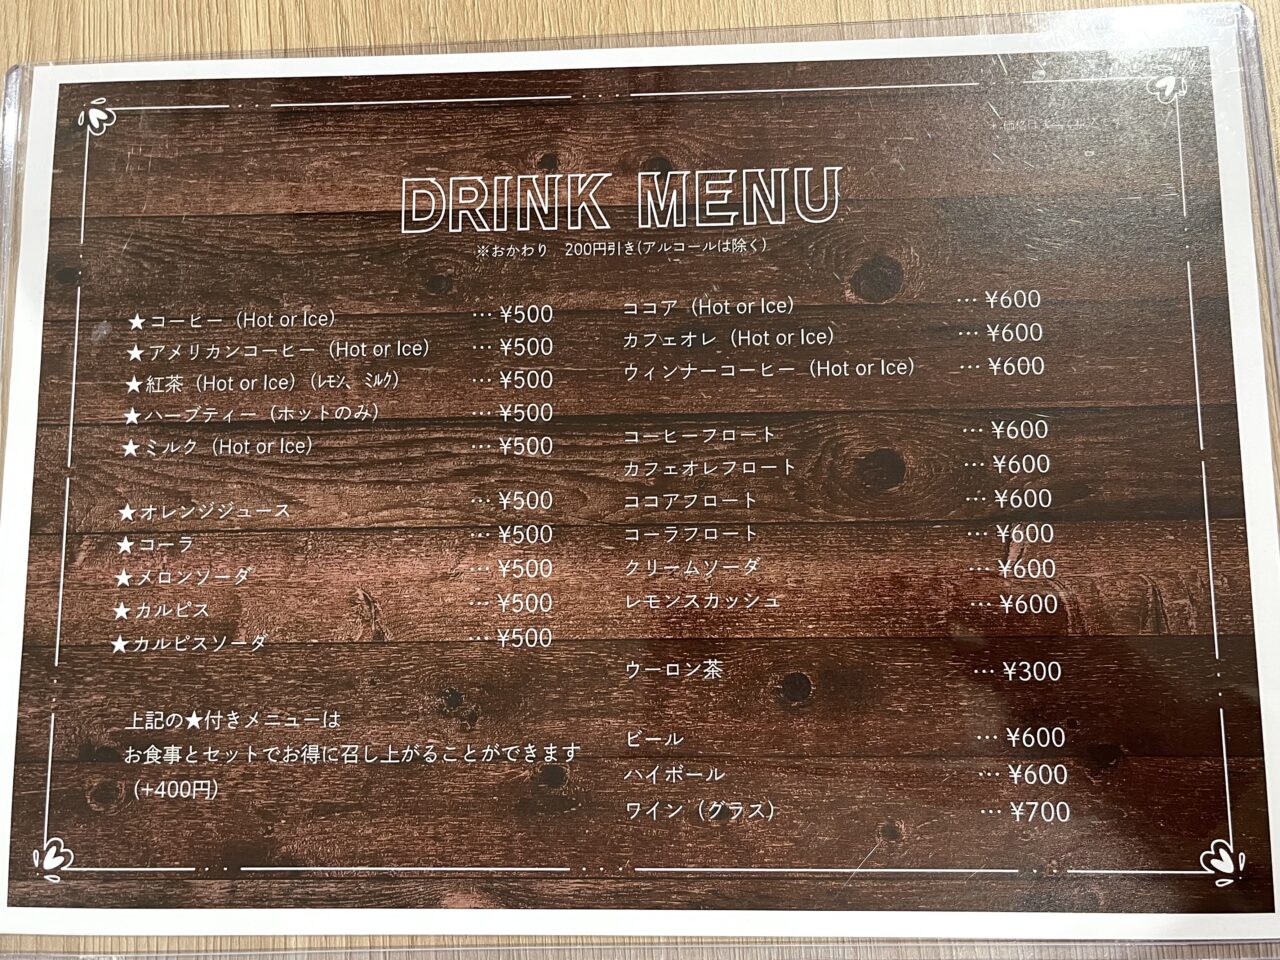 DRINK MENU
※おかわり 200円引き(アルコールは除く)
★コーヒー (Hot or Ice) … ¥500
★アメリカンコーヒー (Hot or Ice) … ¥500
★紅茶 (Hot or Ice) (ﾚﾓﾝ、ﾐﾙｸ) … ¥500
★ハーブティー (ホットのみ) … ¥500
★ミルク (Hot or Ice) … ¥500
★オレンジジュース … ¥500
★コーラ … ¥500
★メロンソーダ … ¥500
★カルピス … ¥500
★カルピスソーダ … ¥500
上記の★付きメニューは
お食事とセットでお得に召し上がることができます
(+400円)
ココア (Hot or Ice) … ¥600
カフェオレ (Hot or Ice) … ¥600
ウィンナーコーヒー (Hot or Ice) … ¥600
コーヒーフロート … ¥600
カフェオレフロート … ¥600
ココアフロート … ¥600
コーラフロート … ¥600
クリームソーダ … ¥600
レモンスカッシュ … ¥600
ウーロン茶 … ¥300
ビール … ¥600
ハイボール … ¥600
ワイン (グラス) … ¥700